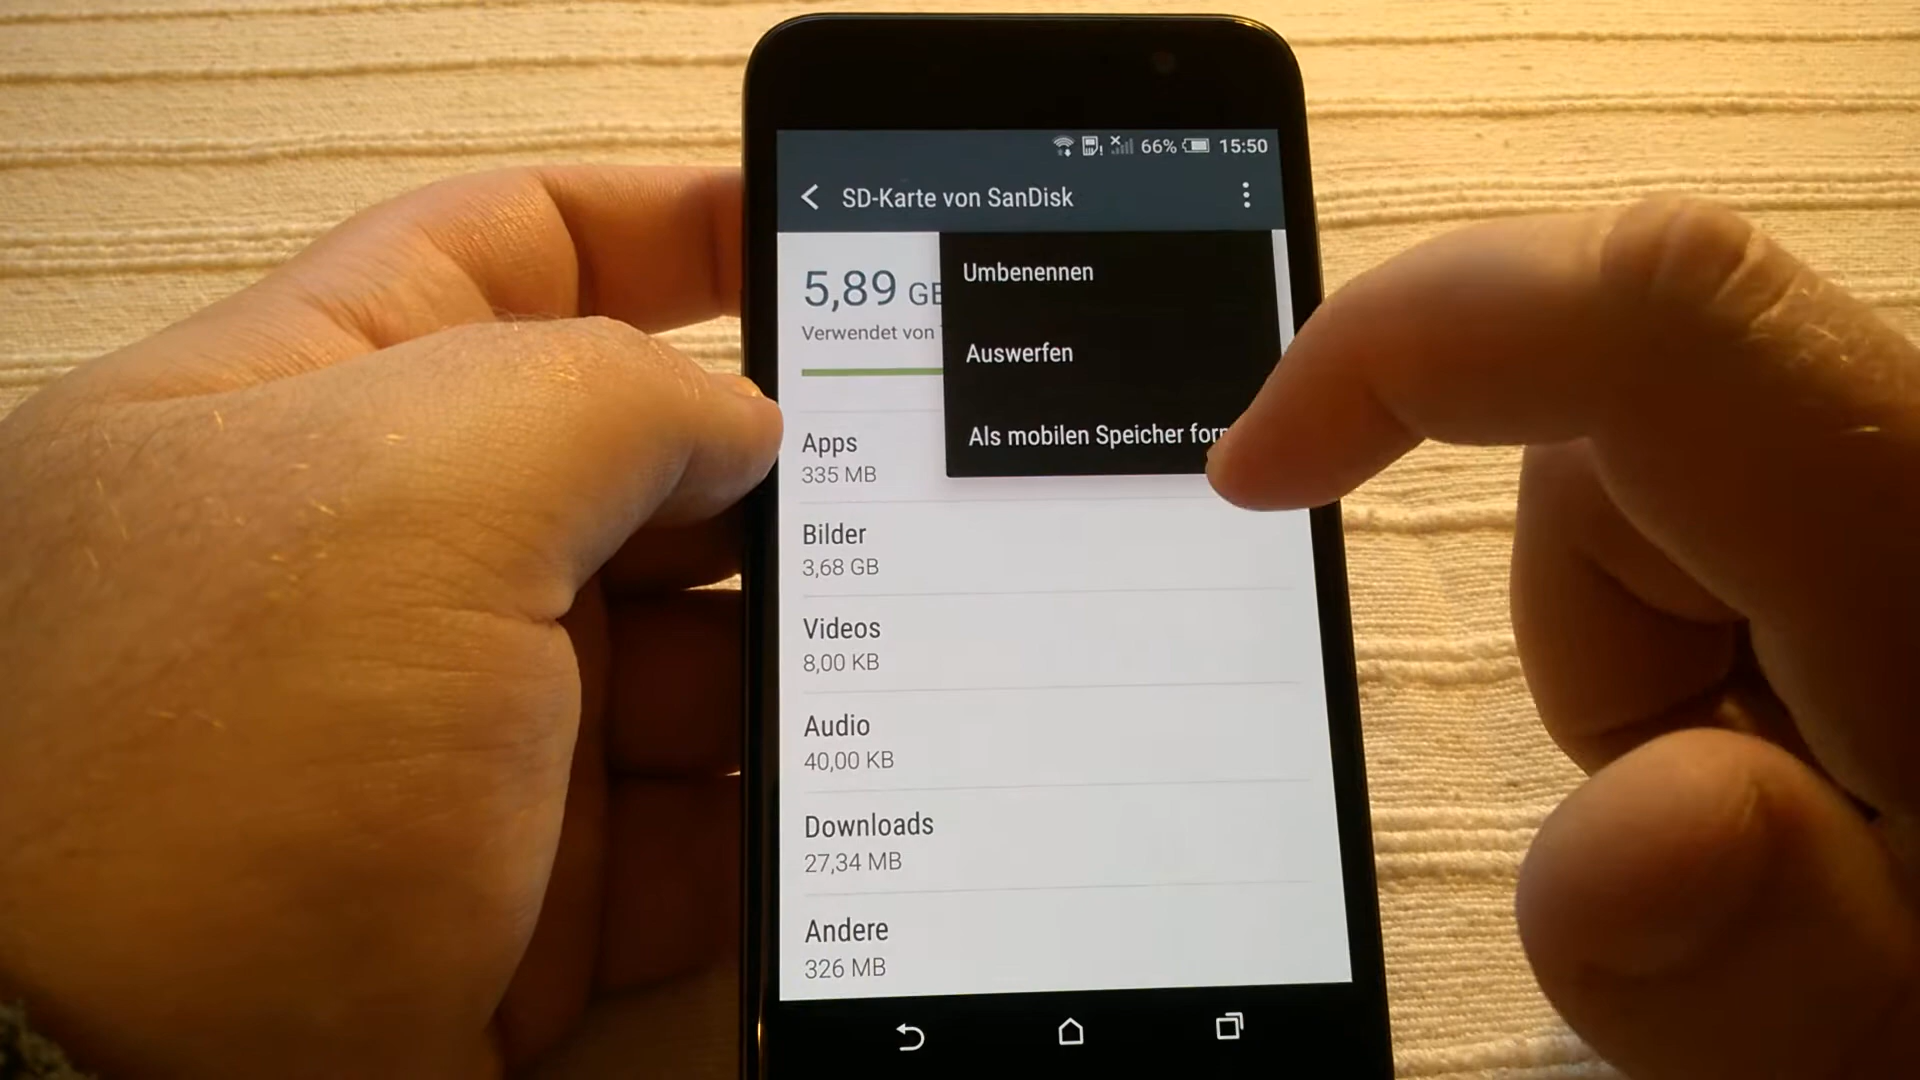 66% 15:50
SD-Karte von SanDisk
Umbenennen
5,89
Verwendet von
Auswerfen
Als mobilen Speicher
Apps
335 MB
Bilder
3,68 GB
Videos
8,00 KB
Audio
40,00 KB
Downloads
27,34 MB
Andere
326 MB